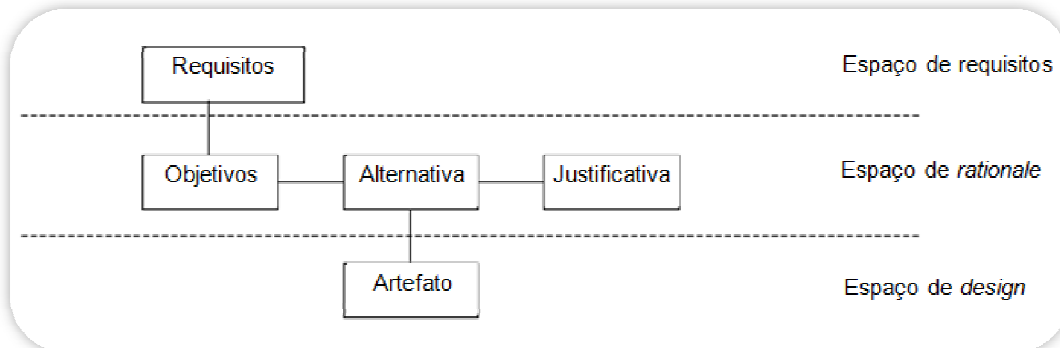 Requisitos
Espaço de requisitos
Objetivos
Alternativa
Justificativa
Espaço de rationale
Artefato
Espaço de design